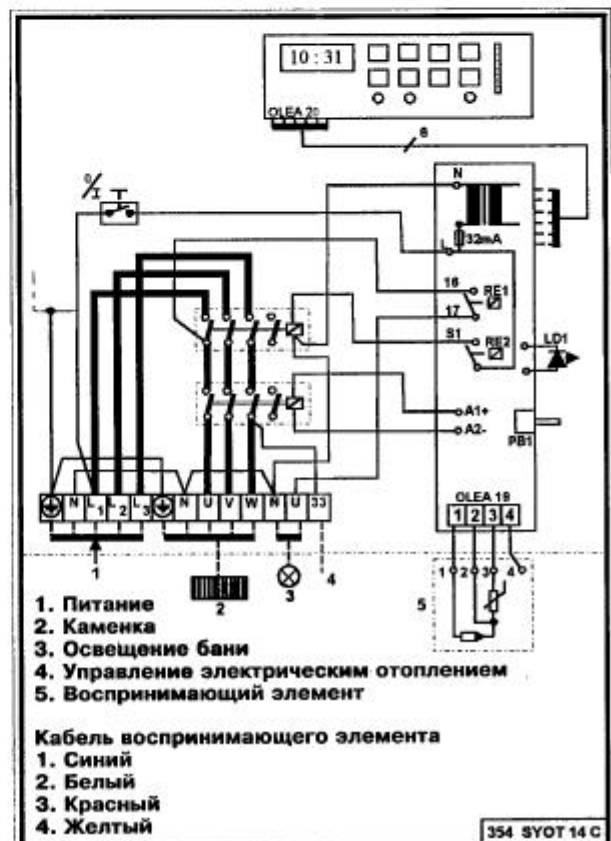 10:31
OLEA 20
6
0/I
N
L
32mA
16
RE1
17
S1
RE2
LD1
A1+
A2-
PB1
OLEA 19
1 2 3 4
N L1 L2 L3 N U V W N U 33
1 2 3 4
1
2
3
4
5
1. Питание
2. Каменка
3. Освещение бани
4. Управление электрическим отоплением
5. Воспринимающий элемент
Кабель воспринимающего элемента
1. Синий
2. Белый
3. Красный
4. Желтый
354 SYOT 14 C